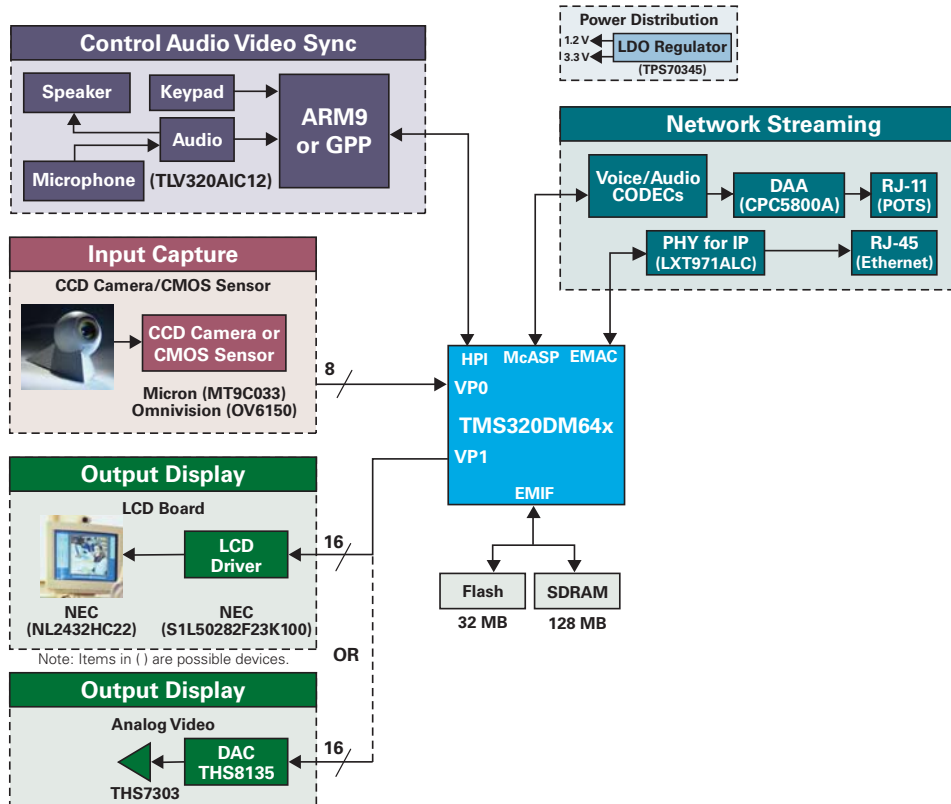 Power Distribution
1.2 V
LDO Regulator
3.3 V
(TPS70345)
Control Audio Video Sync
Speaker
Keypad
ARM9
or GPP
Audio
Microphone
(TLV320AIC12)
Network Streaming
Voice/Audio
CODECs
DAA
(CPC5800A)
RJ-11
(POTS)
PHY for IP
(LXT971ALC)
RJ-45
(Ethernet)
Input Capture
CCD Camera/CMOS Sensor
CCD Camera or
CMOS Sensor
Micron (MT9C033)
Omnivision (OV6150)
8
HPI
McASP
EMAC
VP0
TMS320DM64x
VP1
EMIF
Flash
SDRAM
32 MB
128 MB
Output Display
LCD Board
LCD
Driver
16
NEC
(NL2432HC22)
NEC
(S1L50282F23K100)
Note: Items in ( ) are possible devices.
OR
Output Display
Analog Video
DAC
THS8135
16
THS7303